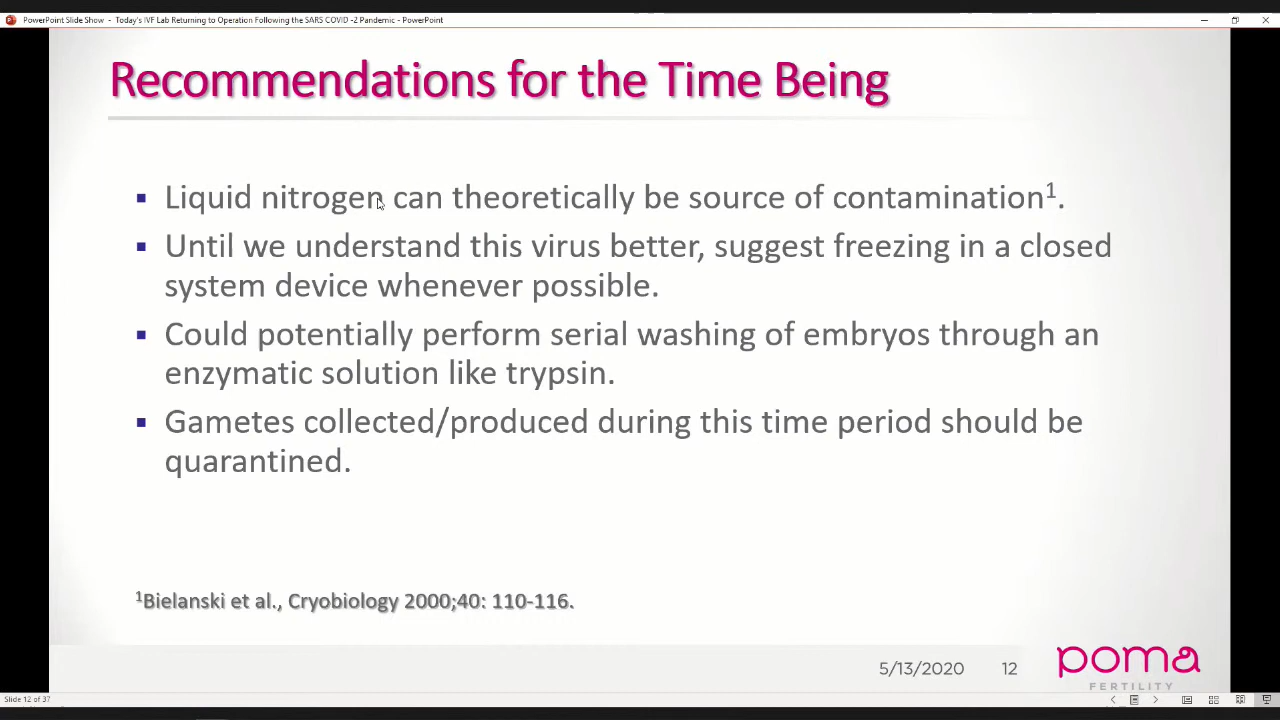 PowerPoint Slide Show - Today's IVF Lab Returning to Operation Following the SARS COVID -2 Pandemic - PowerPoint
Recommendations for the Time Being
▪ Liquid nitrogen can theoretically be source of contamination¹.
▪ Until we understand this virus better, suggest freezing in a closed
system device whenever possible.
▪ Could potentially perform serial washing of embryos through an
enzymatic solution like trypsin.
▪ Gametes collected/produced during this time period should be
quarantined.
¹Bielanski et al., Cryobiology 2000;40: 110-116.
5/13/2020 12
poma
FERTILITY
Slide 12 of 37